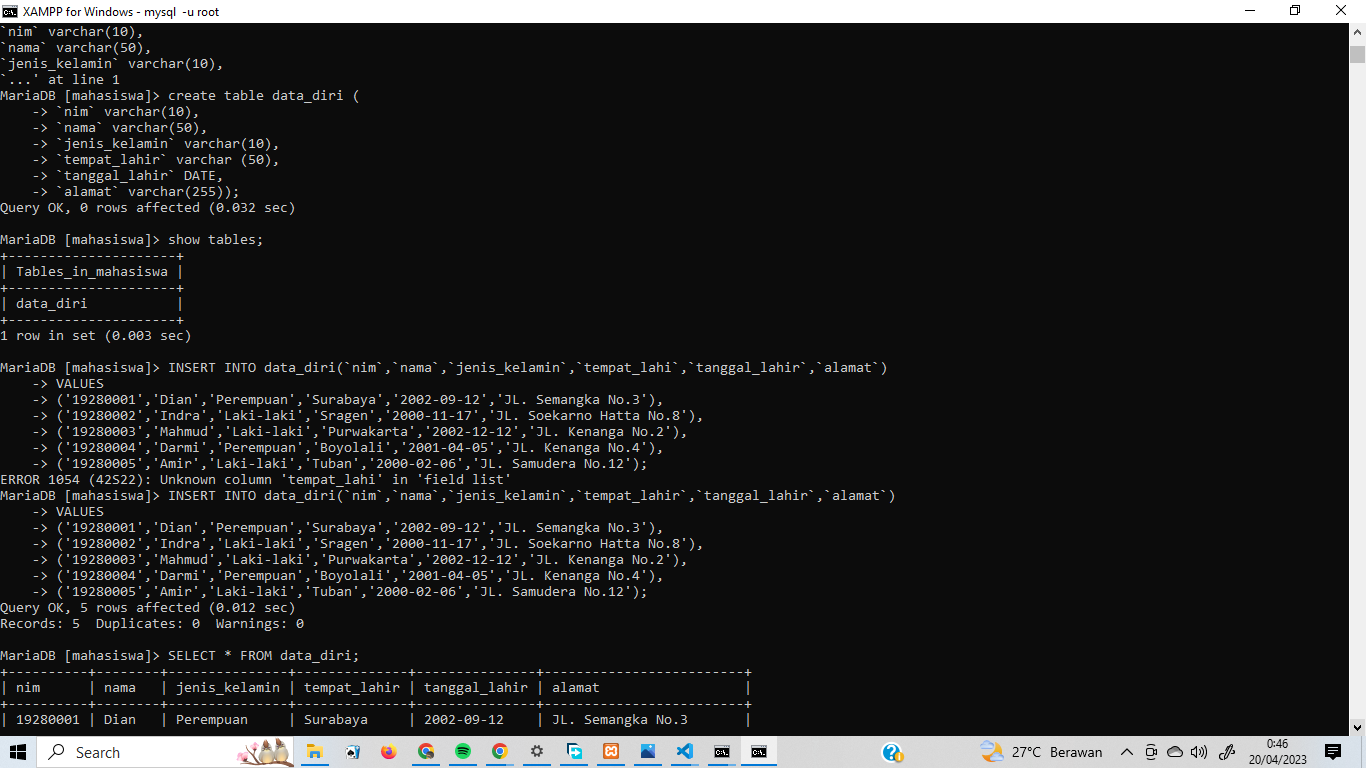 XAMPP for Windows - mysql -u root
`nim` varchar(10),
`nama` varchar(50),
`jenis_kelamin` varchar(10),
`...' at line 1
MariaDB [mahasiswa]> create table data_diri (
    -> `nim` varchar(10),
    -> `nama` varchar(50),
    -> `jenis_kelamin` varchar(10),
    -> `tempat_lahir` varchar (50),
    -> `tanggal_lahir` DATE,
    -> `alamat` varchar(255));
Query OK, 0 rows affected (0.032 sec)
MariaDB [mahasiswa]> show tables;
+---------------------+
| Tables_in_mahasiswa |
+---------------------+
| data_diri           |
+---------------------+
1 row in set (0.003 sec)
MariaDB [mahasiswa]> INSERT INTO data_diri(`nim`,`nama`,`jenis_kelamin`,`tempat_lahi`,`tanggal_lahir`,`alamat`)
    -> VALUES
    -> ('19280001','Dian','Perempuan','Surabaya','2002-09-12','JL. Semangka No.3'),
    -> ('19280002','Indra','Laki-laki','Sragen','2000-11-17','JL. Soekarno Hatta No.8'),
    -> ('19280003','Mahmud','Laki-laki','Purwakarta','2002-12-12','JL. Kenanga No.2'),
    -> ('19280004','Darmi','Perempuan','Boyolali','2001-04-05','JL. Kenanga No.4'),
    -> ('19280005','Amir','Laki-laki','Tuban','2000-02-06','JL. Samudera No.12');
ERROR 1054 (42S22): Unknown column 'tempat_lahi' in 'field list'
MariaDB [mahasiswa]> INSERT INTO data_diri(`nim`,`nama`,`jenis_kelamin`,`tempat_lahir`,`tanggal_lahir`,`alamat`)
    -> VALUES
    -> ('19280001','Dian','Perempuan','Surabaya','2002-09-12','JL. Semangka No.3'),
    -> ('19280002','Indra','Laki-laki','Sragen','2000-11-17','JL. Soekarno Hatta No.8'),
    -> ('19280003','Mahmud','Laki-laki','Purwakarta','2002-12-12','JL. Kenanga No.2'),
    -> ('19280004','Darmi','Perempuan','Boyolali','2001-04-05','JL. Kenanga No.4'),
    -> ('19280005','Amir','Laki-laki','Tuban','2000-02-06','JL. Samudera No.12');
Query OK, 5 rows affected (0.012 sec)
Records: 5  Duplicates: 0  Warnings: 0
MariaDB [mahasiswa]> SELECT * FROM data_diri;
+----------+-------+---------------+--------------+---------------+-------------------------+
| nim      | nama   | jenis_kelamin | tempat_lahir | tanggal_lahir | alamat                  |
+----------+-------+---------------+--------------+---------------+-------------------------+
| 19280001 | Dian   | Perempuan     | Surabaya     | 2002-09-12    | JL. Semangka No.3       |
Search
27°C Berawan
0:46
20/04/2023